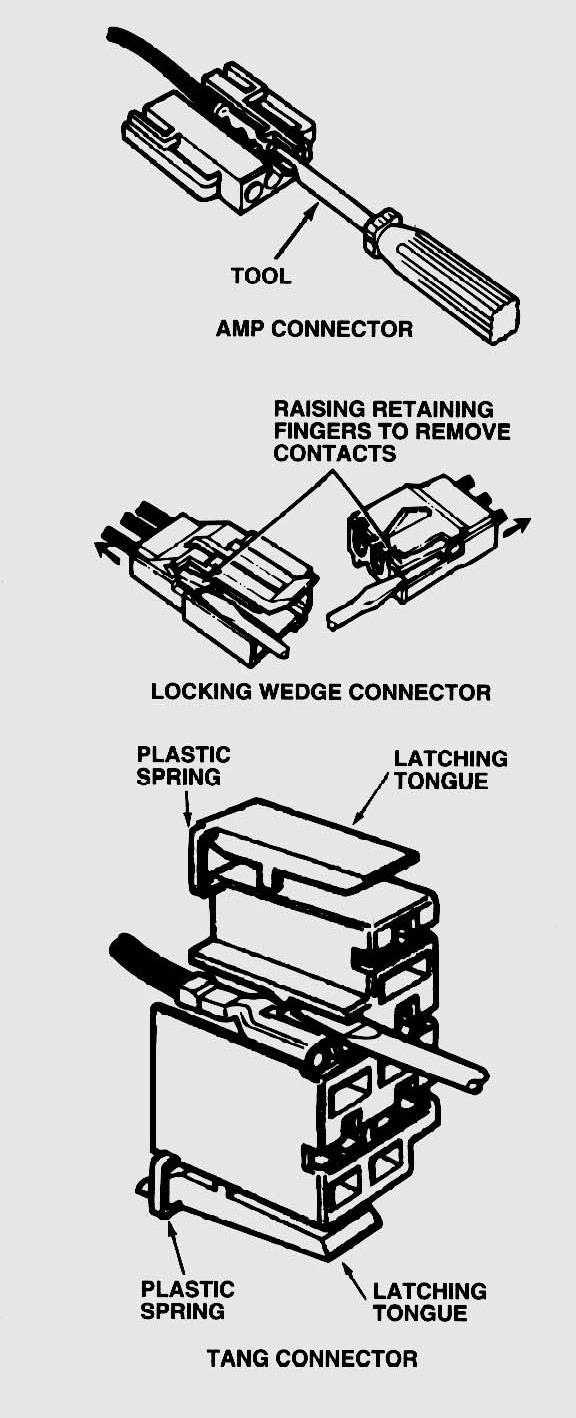 TOOL
AMP CONNECTOR
RAISING RETAINING
FINGERS TO REMOVE
CONTACTS
LOCKING WEDGE CONNECTOR
PLASTIC
SPRING
LATCHING
TONGUE
PLASTIC
SPRING
LATCHING
TONGUE
TANG CONNECTOR